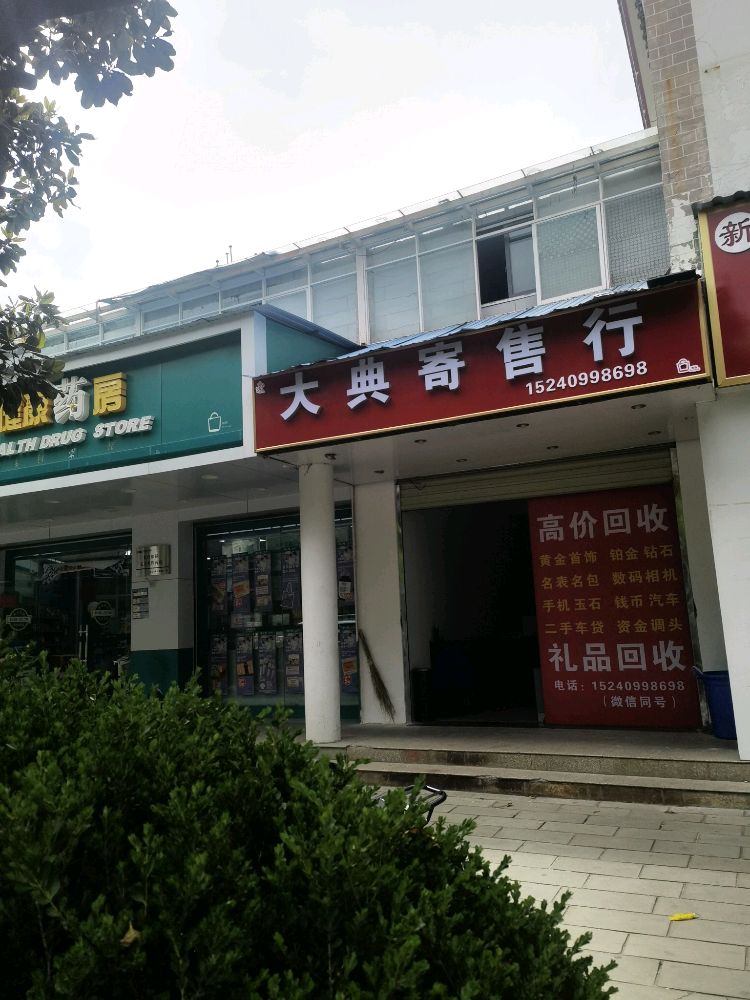 健康药房
ALTH DRUG STORE
大典寄售行
15240998698
新
高价回收
黄金首饰 铂金钻石
名表名包 数码相机
手机玉石 钱币汽车
二手车贷 资金调头
礼品回收
电话：15240998698
（微信同号）